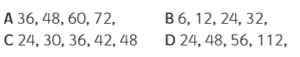 A 36, 48, 60, 72,   B 6, 12, 24, 32,
C 24, 30, 36, 42, 48   D 24, 48, 56, 112,